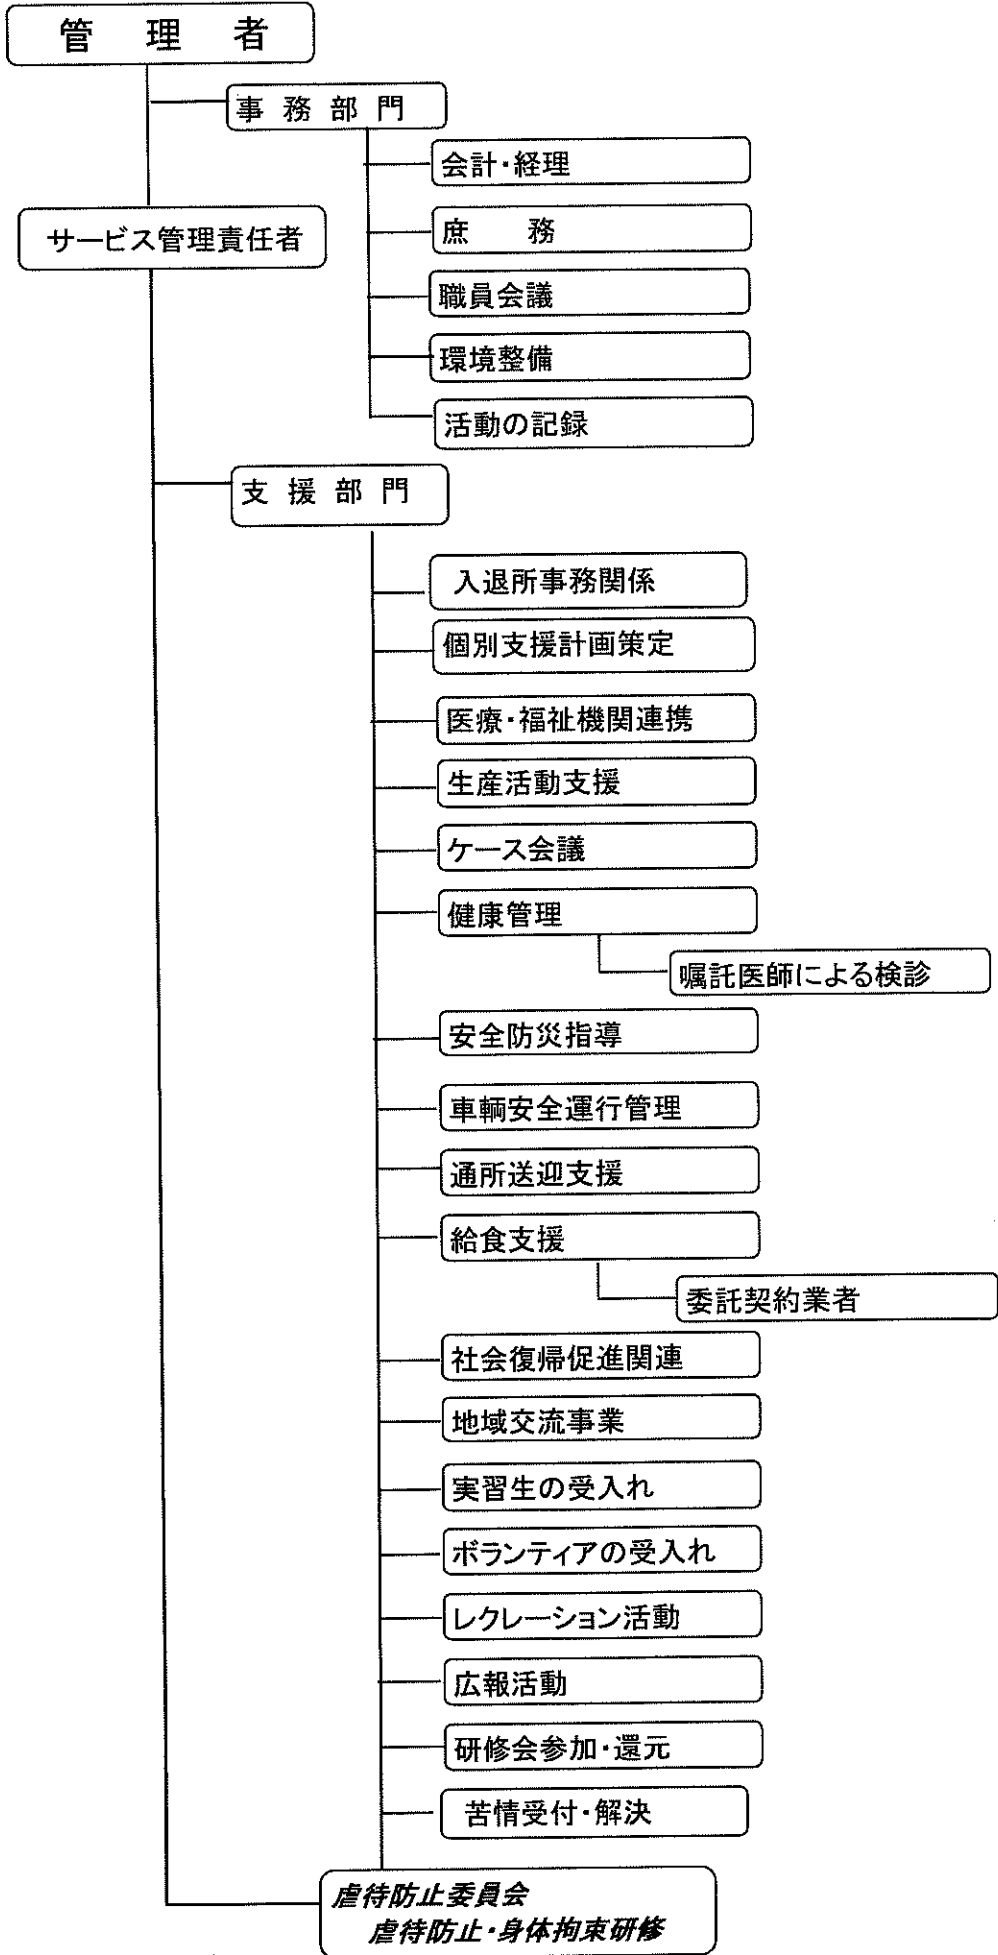 管　理　者
事 務 部 門
会計・経理
庶　　務
サービス管理責任者
職員会議
環境整備
活動の記録
支 援 部 門
入退所事務関係
個別支援計画策定
医療・福祉機関連携
生産活動支援
ケース会議
健康管理
嘱託医師による検診
安全防災指導
車輌安全運行管理
通所送迎支援
給食支援
委託契約業者
社会復帰促進関連
地域交流事業
実習生の受入れ
ボランティアの受入れ
レクレーション活動
広報活動
研修会参加・還元
苦情受付・解決
虐待防止委員会
虐待防止・身体拘束研修